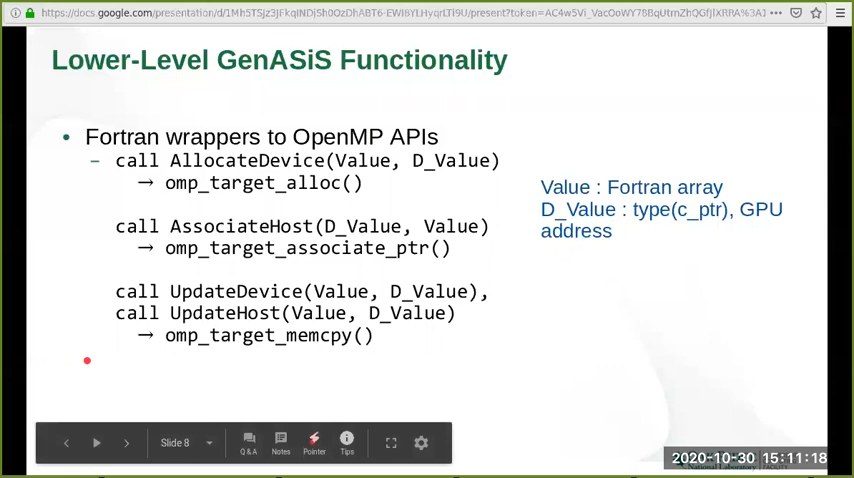 Lower-Level GenASiS Functionality
• Fortran wrappers to OpenMP APIs
– call AllocateDevice(Value, D_Value)
→ omp_target_alloc()
call AssociateHost(D_Value, Value)
→ omp_target_associate_ptr()
call UpdateDevice(Value, D_Value),
call UpdateHost(Value, D_Value)
→ omp_target_memcpy()
Value : Fortran array
D_Value : type(c_ptr), GPU
address
Slide 8
Q & A
Notes
Pointer
Tips
2020-10-30 15:11:18
National Laboratory